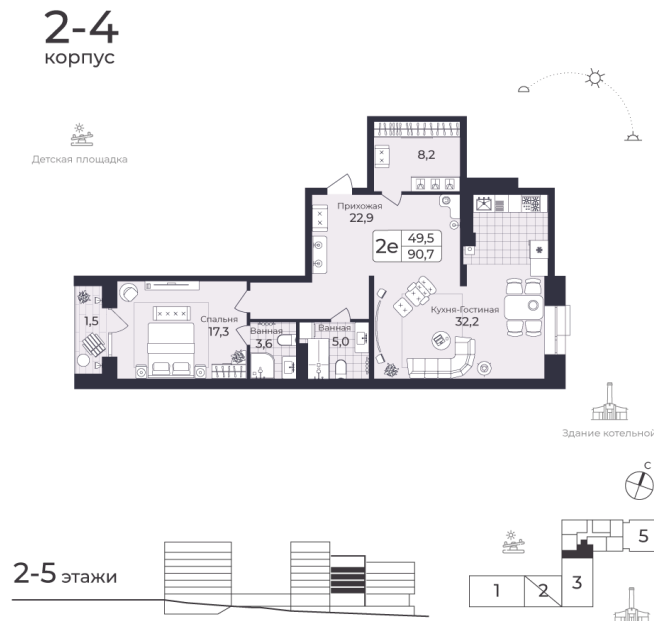 2-4
корпус
Детская площадка
8,2
Прихожая
22,9
2е
49,5
90,7
Кухня-Гостиная
32,2
1,5
Спальня
17,3
Ванная
3,6
Ванная
5,0
Здание котельной
С
2-5 этажи
1
2
3
5